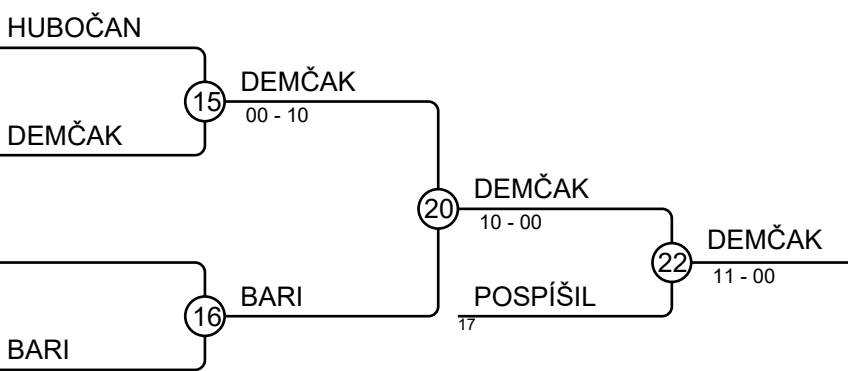 HUBOČAN
15
DEMČAK
00 - 10
DEMČAK
20
DEMČAK
10 - 00
22
DEMČAK
11 - 00
16
BARI
POSPÍŠIL
17
BARI